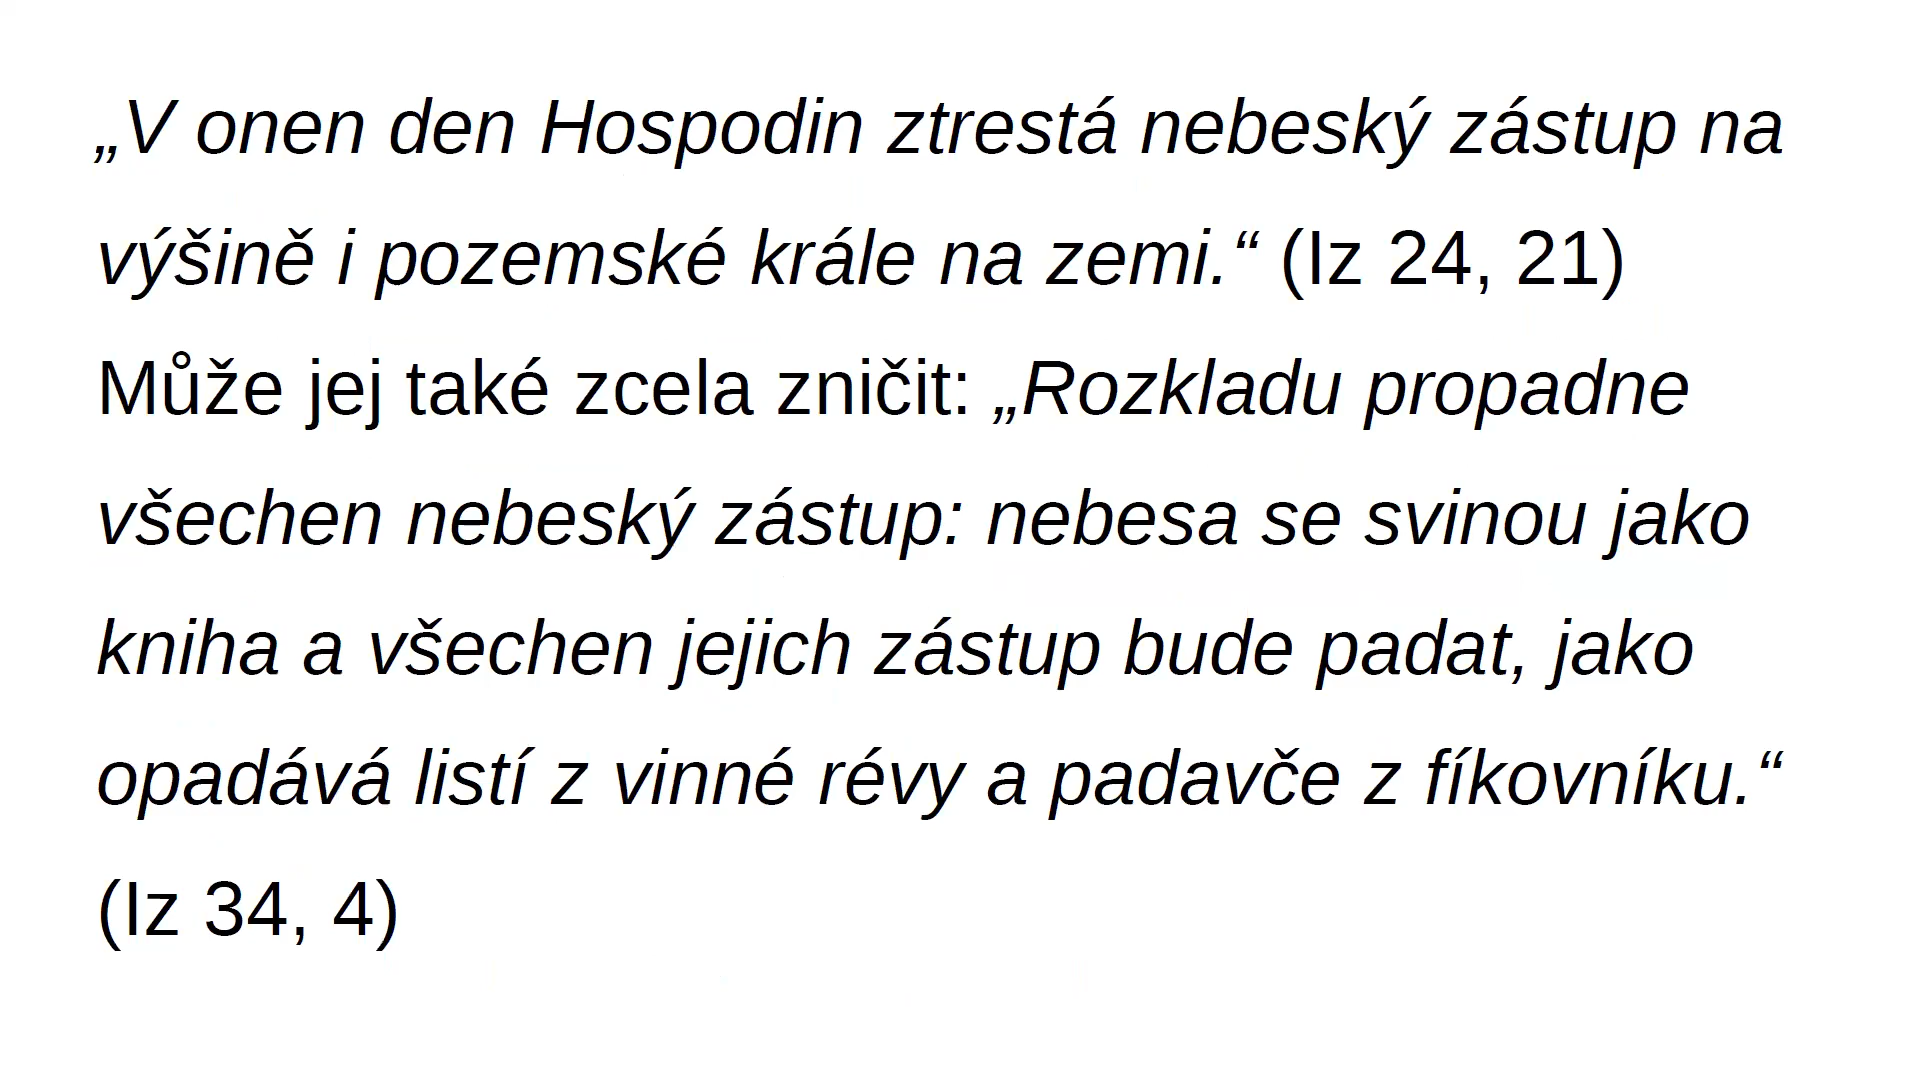 „V onen den Hospodin ztrestá nebeský zástup na
výšině i pozemské krále na zemi.“ (Iz 24, 21)
Může jej také zcela zničit: „Rozkladu propadne
všechen nebeský zástup: nebesa se svinou jako
kniha a všechen jejich zástup bude padat, jako
opadává listí z vinné révy a padavče z fíkovníku.“
(Iz 34, 4)